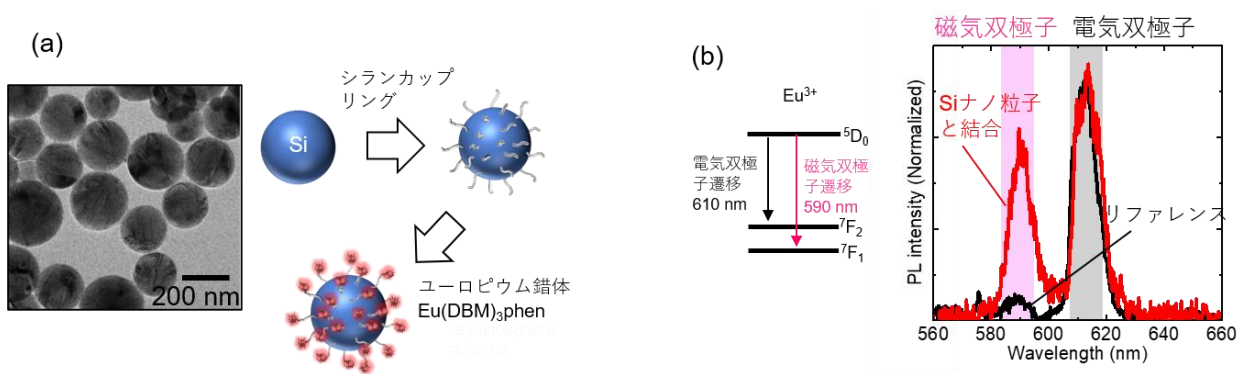 (a)
シランカップ
リング
Si
200 nm
ユーロピウム錯体
Eu(DBM)₃phen
(b)
磁気双極子
電気双極子
Eu³⁺
⁵D₀
電気双極
子遷移
610 nm
磁気双極
子遷移
590 nm
⁷F₂
⁷F₁
PL intensity (Normalized)
Siナノ粒子
と結合
リファレンス
560
580
600
620
640
660
Wavelength (nm)